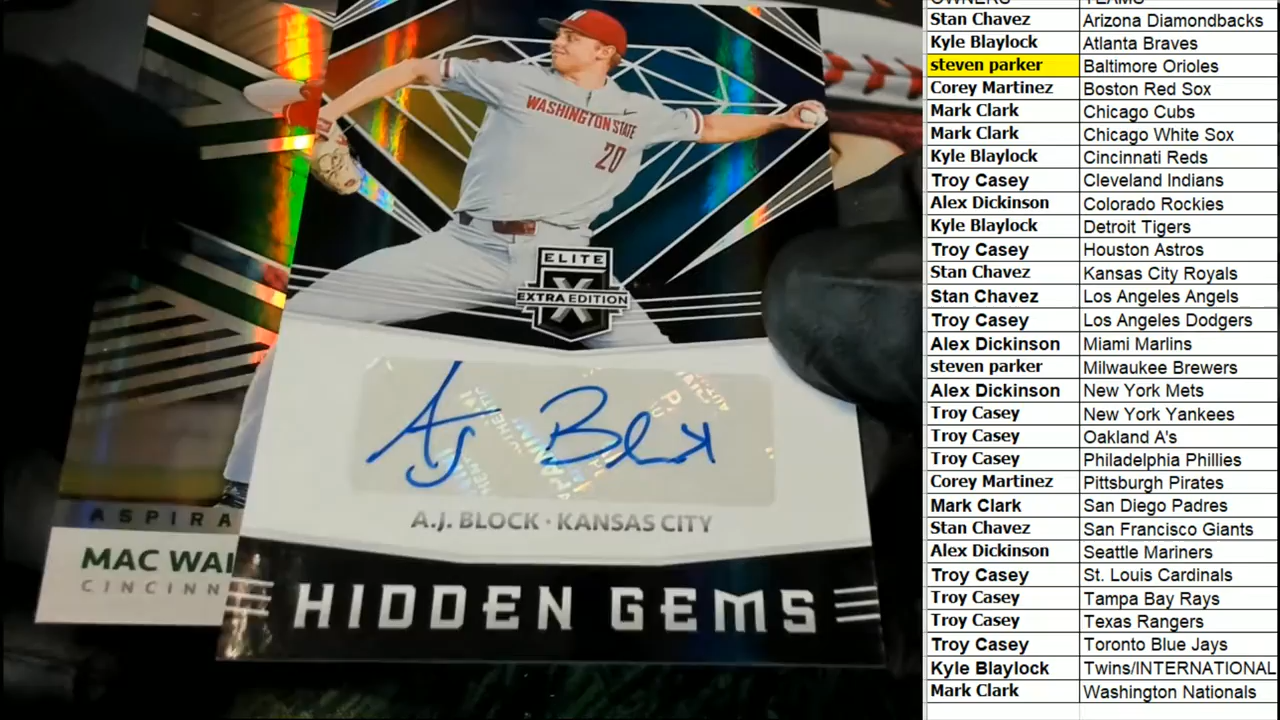 OWNERS TEAMS
Stan Chavez Arizona Diamondbacks
Kyle Blaylock Atlanta Braves
steven parker Baltimore Orioles
Corey Martinez Boston Red Sox
Mark Clark Chicago Cubs
Mark Clark Chicago White Sox
Kyle Blaylock Cincinnati Reds
Troy Casey Cleveland Indians
Alex Dickinson Colorado Rockies
Kyle Blaylock Detroit Tigers
Troy Casey Houston Astros
Stan Chavez Kansas City Royals
Stan Chavez Los Angeles Angels
Troy Casey Los Angeles Dodgers
Alex Dickinson Miami Marlins
steven parker Milwaukee Brewers
Alex Dickinson New York Mets
Troy Casey New York Yankees
Troy Casey Oakland A's
Troy Casey Philadelphia Phillies
Corey Martinez Pittsburgh Pirates
Mark Clark San Diego Padres
Stan Chavez San Francisco Giants
Alex Dickinson Seattle Mariners
Troy Casey St. Louis Cardinals
Troy Casey Tampa Bay Rays
Troy Casey Texas Rangers
Troy Casey Toronto Blue Jays
Kyle Blaylock Twins/INTERNATIONAL
Mark Clark Washington Nationals
WASHINGTON STATE
20
ELITE
X
EXTRA EDITION
AJ Block
A.J. BLOCK · KANSAS CITY
HIDDEN GEMS
ASPIRA
MAC WAI
CINCINN